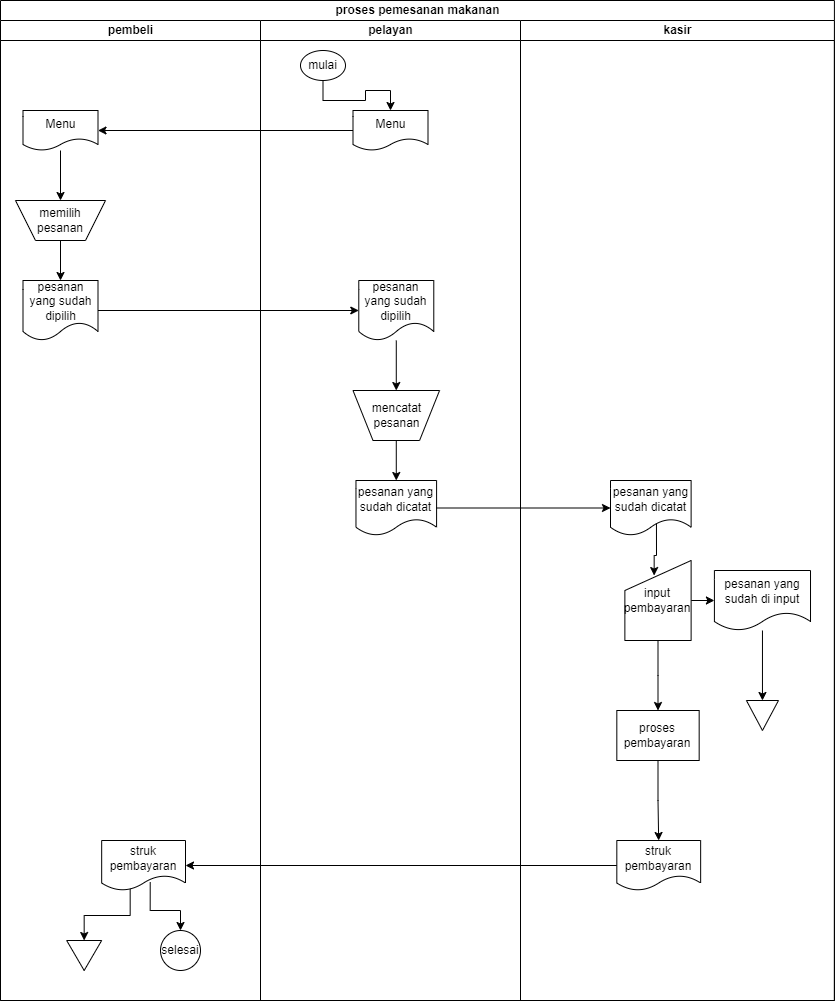 proses pemesanan makanan
pembeli
pelayan
kasir
mulai
Menu
Menu
memilih
pesanan
pesanan
yang sudah
dipilih
pesanan
yang sudah
dipilih
mencatat
pesanan
pesanan yang
sudah dicatat
pesanan yang
sudah dicatat
input
pembayaran
pesanan yang
sudah di input
proses
pembayaran
struk
pembayaran
struk
pembayaran
selesai